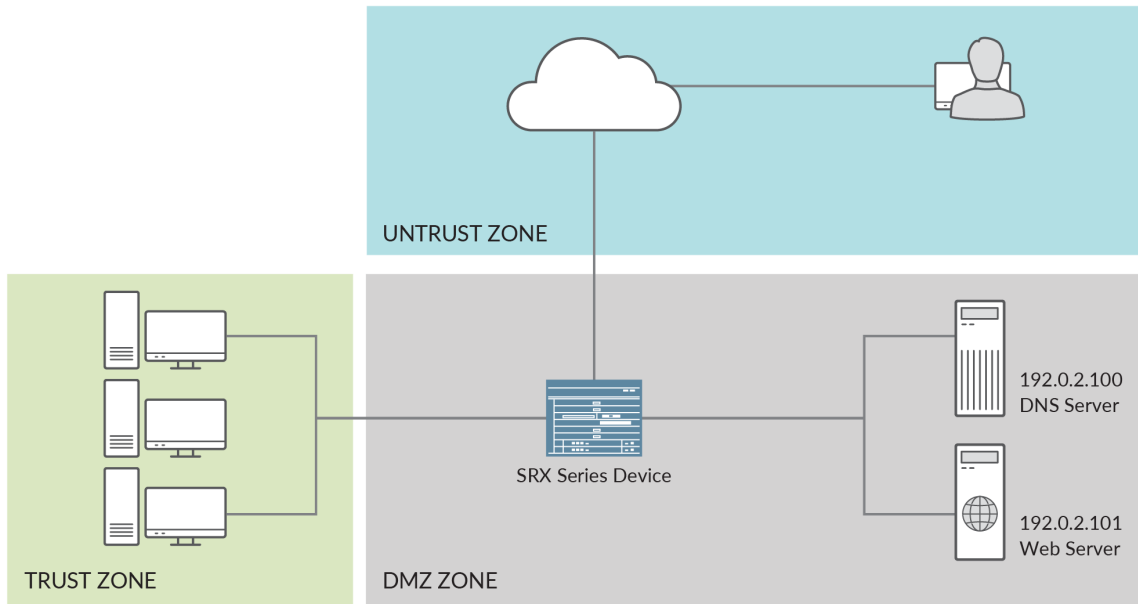 UNTRUST ZONE
192.0.2.100
DNS Server
SRX Series Device
192.0.2.101
Web Server
TRUST ZONE
DMZ ZONE